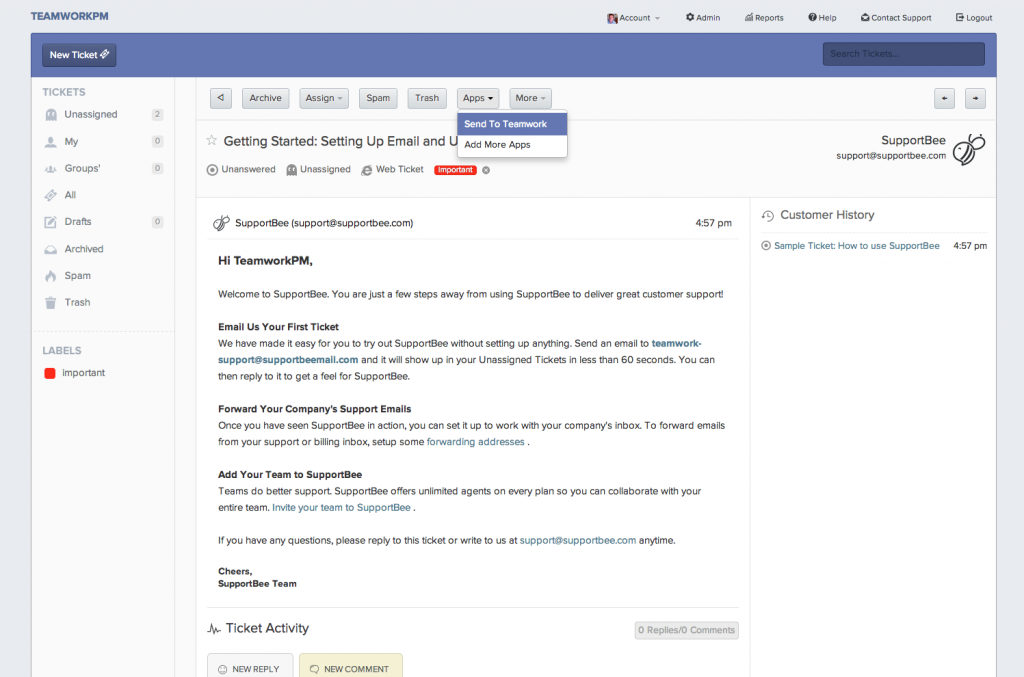 TEAMWORKPM
Account Admin Reports Help Contact Support Logout
New Ticket
Search Tickets...
TICKETS
Unassigned 2
My 0
Groups' 0
All
Drafts 0
Archived
Spam
Trash
LABELS
important
Archive Assign Spam Trash Apps More
Send To Teamwork
Add More Apps
Getting Started: Setting Up Email and U
Unanswered Unassigned Web Ticket Important
SupportBee
support@supportbee.com
SupportBee (support@supportbee.com) 4:57 pm
Hi TeamworkPM,
Welcome to SupportBee. You are just a few steps away from using SupportBee to deliver great customer support!
Email Us Your First Ticket
We have made it easy for you to try out SupportBee without setting up anything. Send an email to teamwork-
support@supportbeemail.com and it will show up in your Unassigned Tickets in less than 60 seconds. You can
then reply to it to get a feel for SupportBee.
Forward Your Company's Support Emails
Once you have seen SupportBee in action, you can set it up to work with your company's inbox. To forward emails
from your support or billing inbox, setup some forwarding addresses .
Add Your Team to SupportBee
Teams do better support. SupportBee offers unlimited agents on every plan so you can collaborate with your
entire team. Invite your team to SupportBee .
If you have any questions, please reply to this ticket or write to us at support@supportbee.com anytime.
Cheers,
SupportBee Team
Ticket Activity
0 Replies/0 Comments
NEW REPLY NEW COMMENT
Customer History
Sample Ticket: How to use SupportBee 4:57 pm